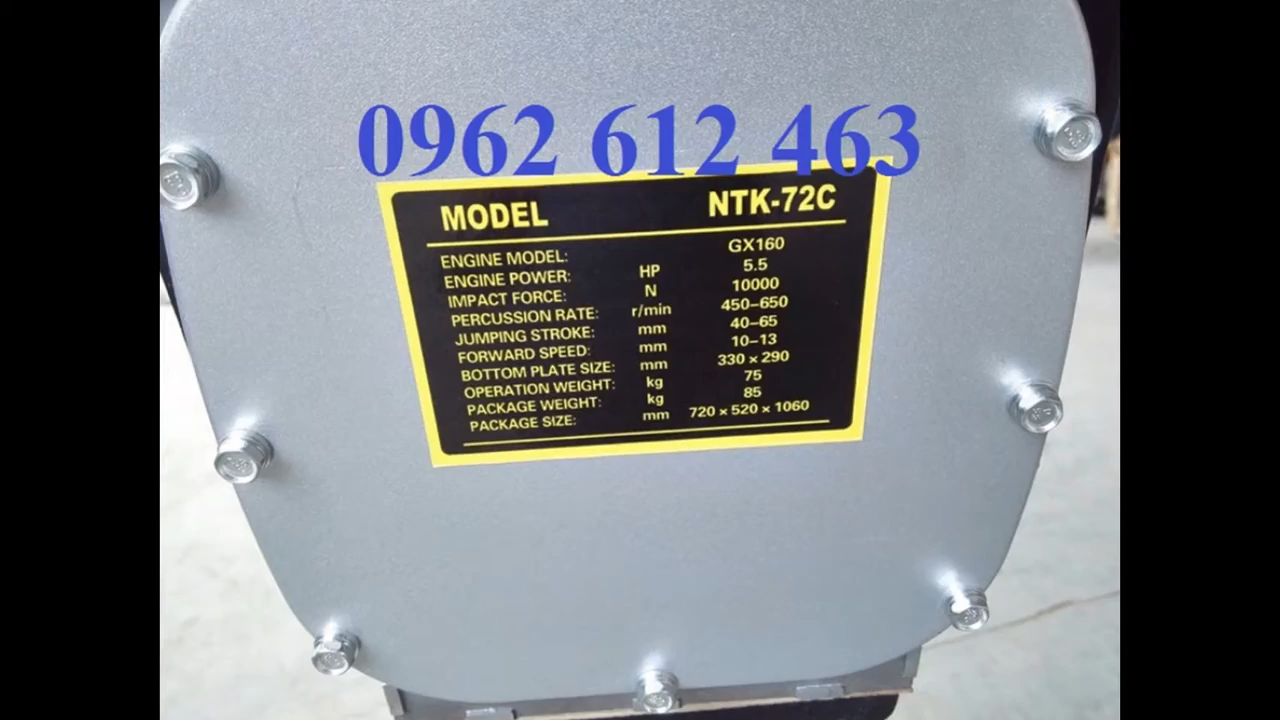 0962 612 463
MODEL NTK-72C
ENGINE MODEL: GX160
ENGINE POWER: HP 5.5
IMPACT FORCE: N 10000
PERCUSSION RATE: r/min 450–650
JUMPING STROKE: mm 40–65
FORWARD SPEED: mm 10–13
BOTTOM PLATE SIZE: mm 330 × 290
OPERATION WEIGHT: kg 75
PACKAGE WEIGHT: kg 85
PACKAGE SIZE: mm 720 × 520 × 1060